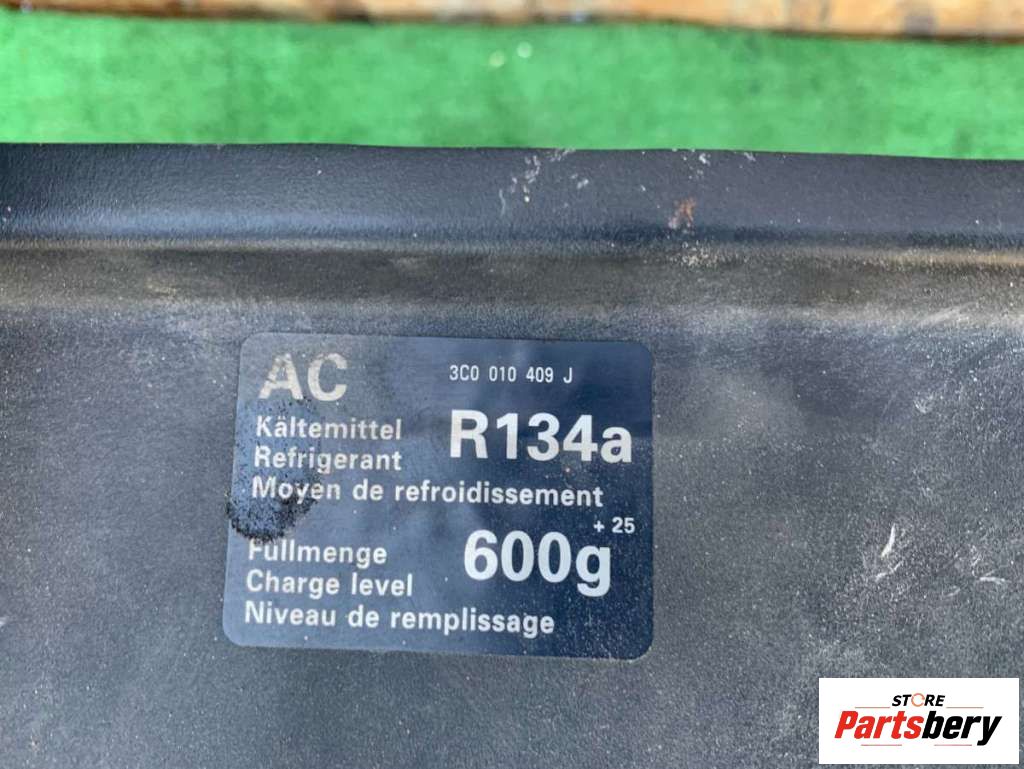 AC 3C0 010 409 J
Kältemittel R134a
Refrigerant
Moyen de refroidissement
Füllmenge 600g + 25
Charge level
Niveau de remplissage
STORE
Partsbery